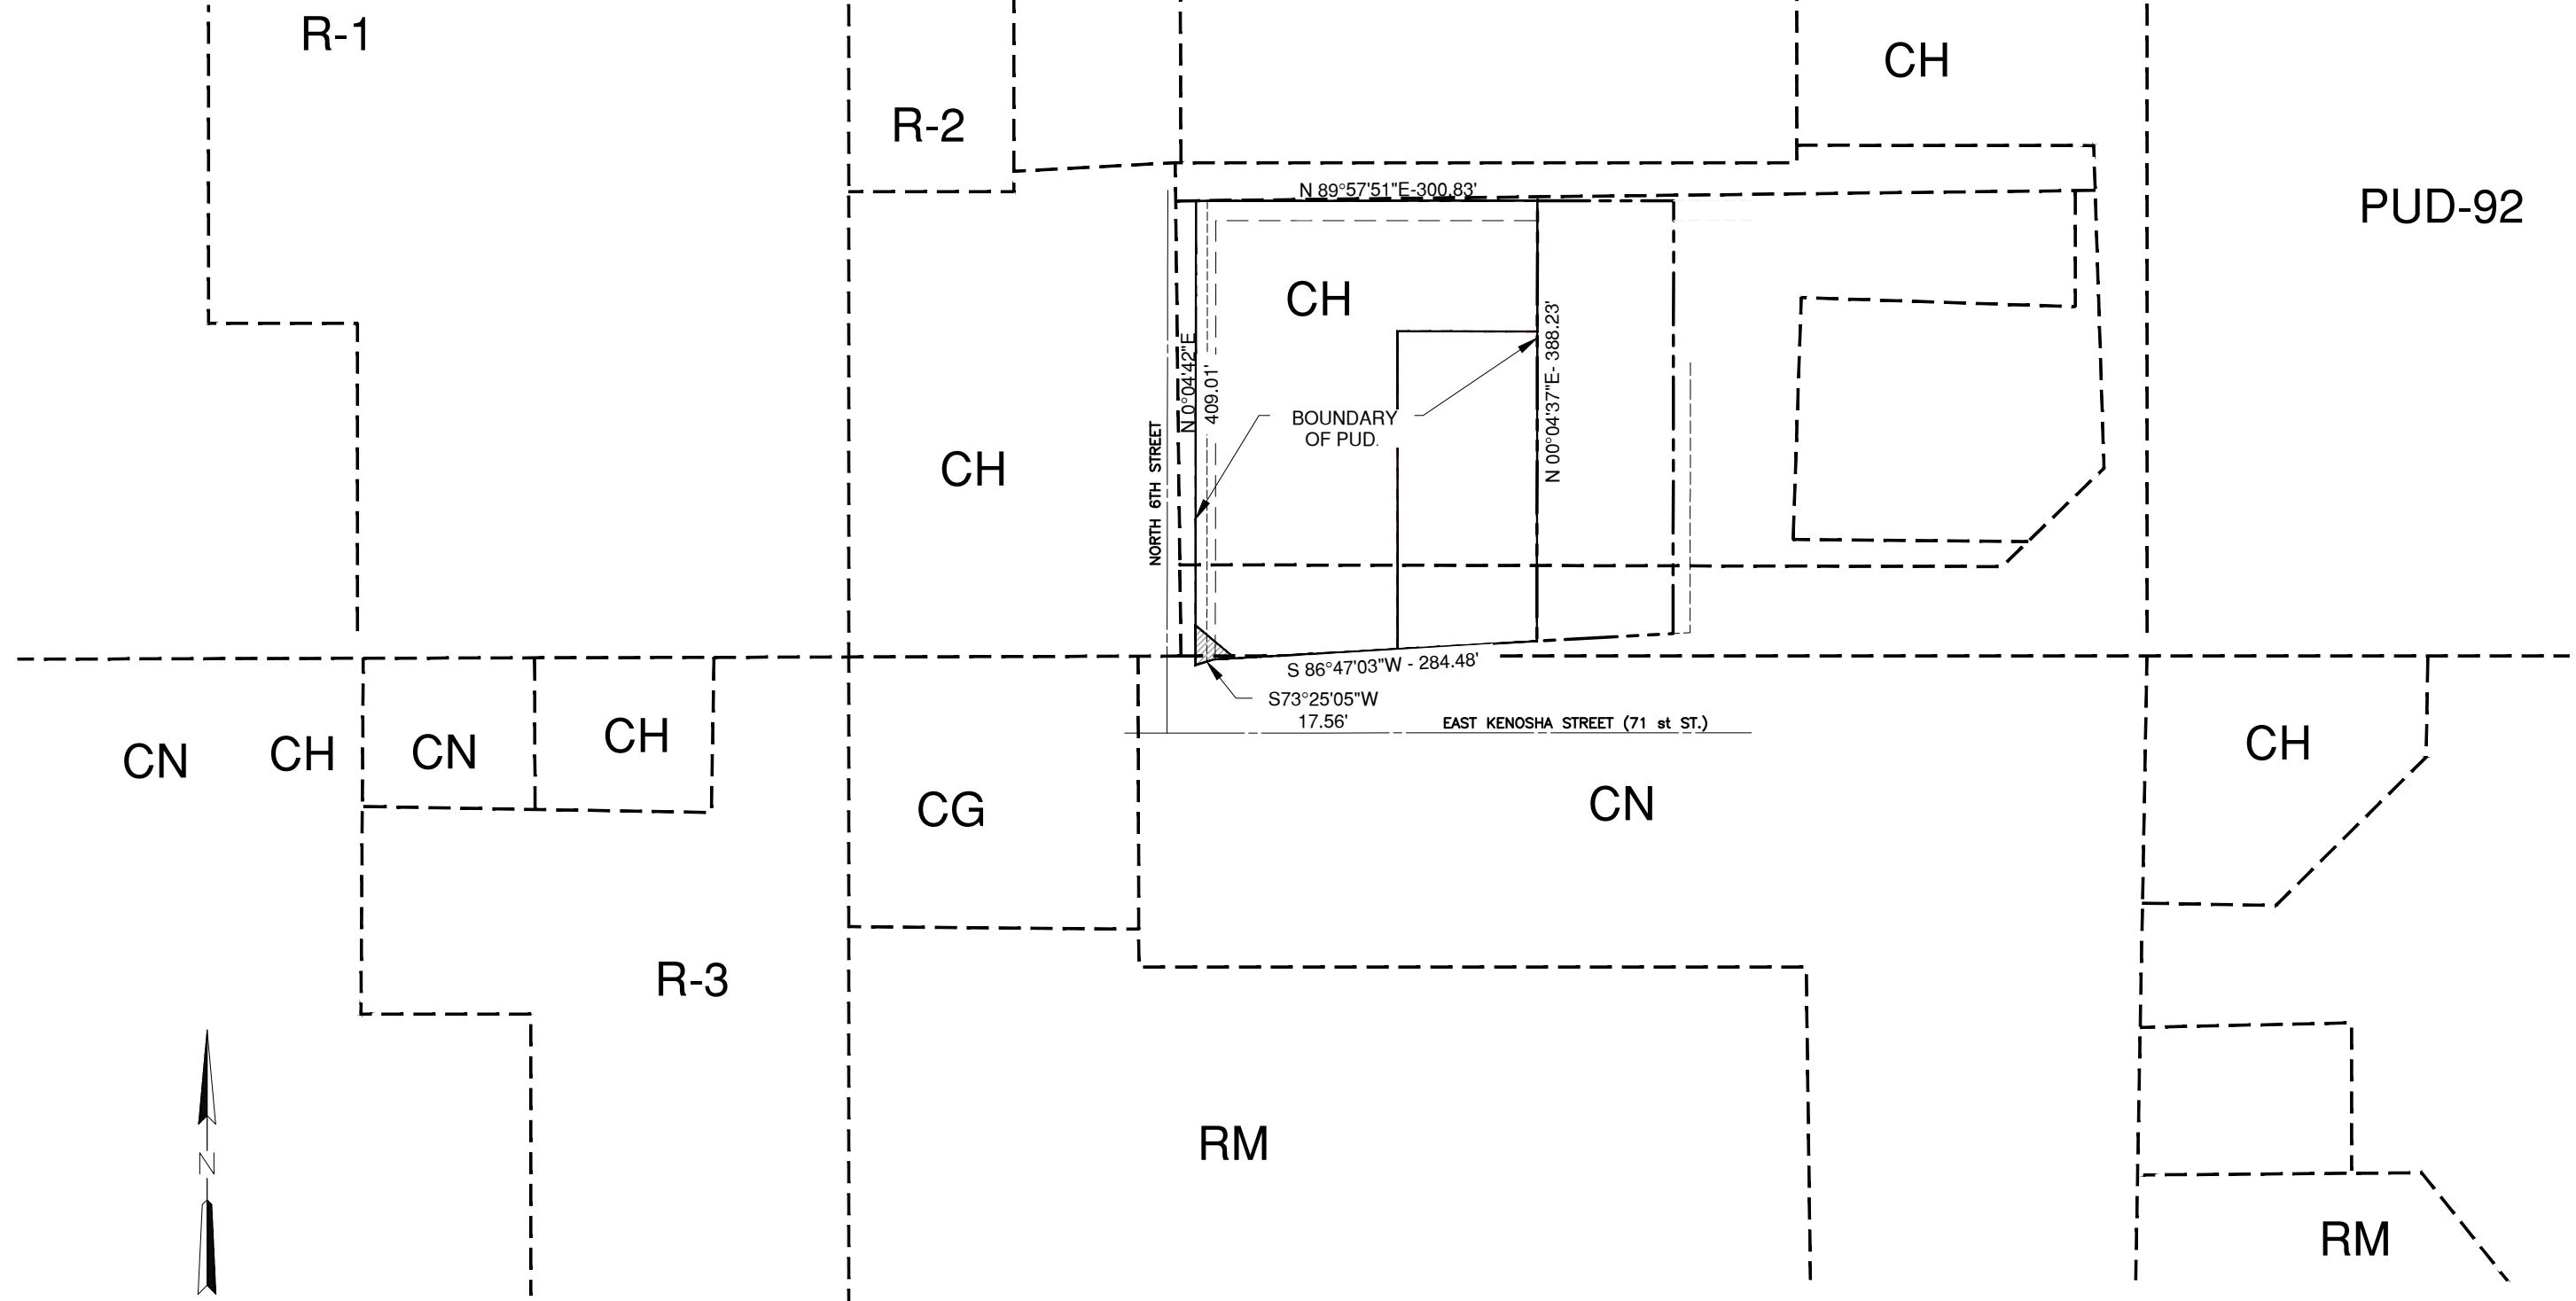 R-1
CH
R-2
N 89°57'51"E-300.83'
PUD-92
CH
N 0°04'42"E
409.01'
N 00°04'37"E- 388.23'
BOUNDARY
OF PUD.
CH
NORTH 6TH STREET
S 86°47'03"W - 284.48'
S73°25'05"W
17.56'
EAST KENOSHA STREET (71 st ST.)
CN
CH
CN
CH
CH
CG
CN
R-3
RM
N
RM